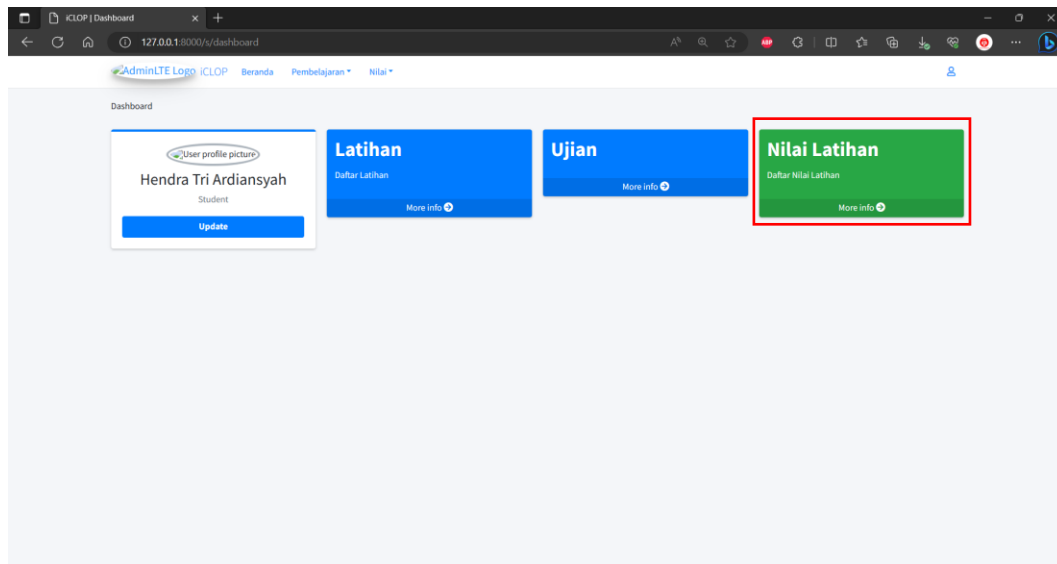 iCLOP | Dashboard
127.0.0.1:8000/s/dashboard
ABP
AdminLTE Logo iCLOP Beranda Pembelajaran Nilai
Dashboard
User profile picture
Hendra Tri Ardiansyah
Student
Update
Latihan
Daftar Latihan
More info
Ujian
More info
Nilai Latihan
Daftar Nilai Latihan
More info